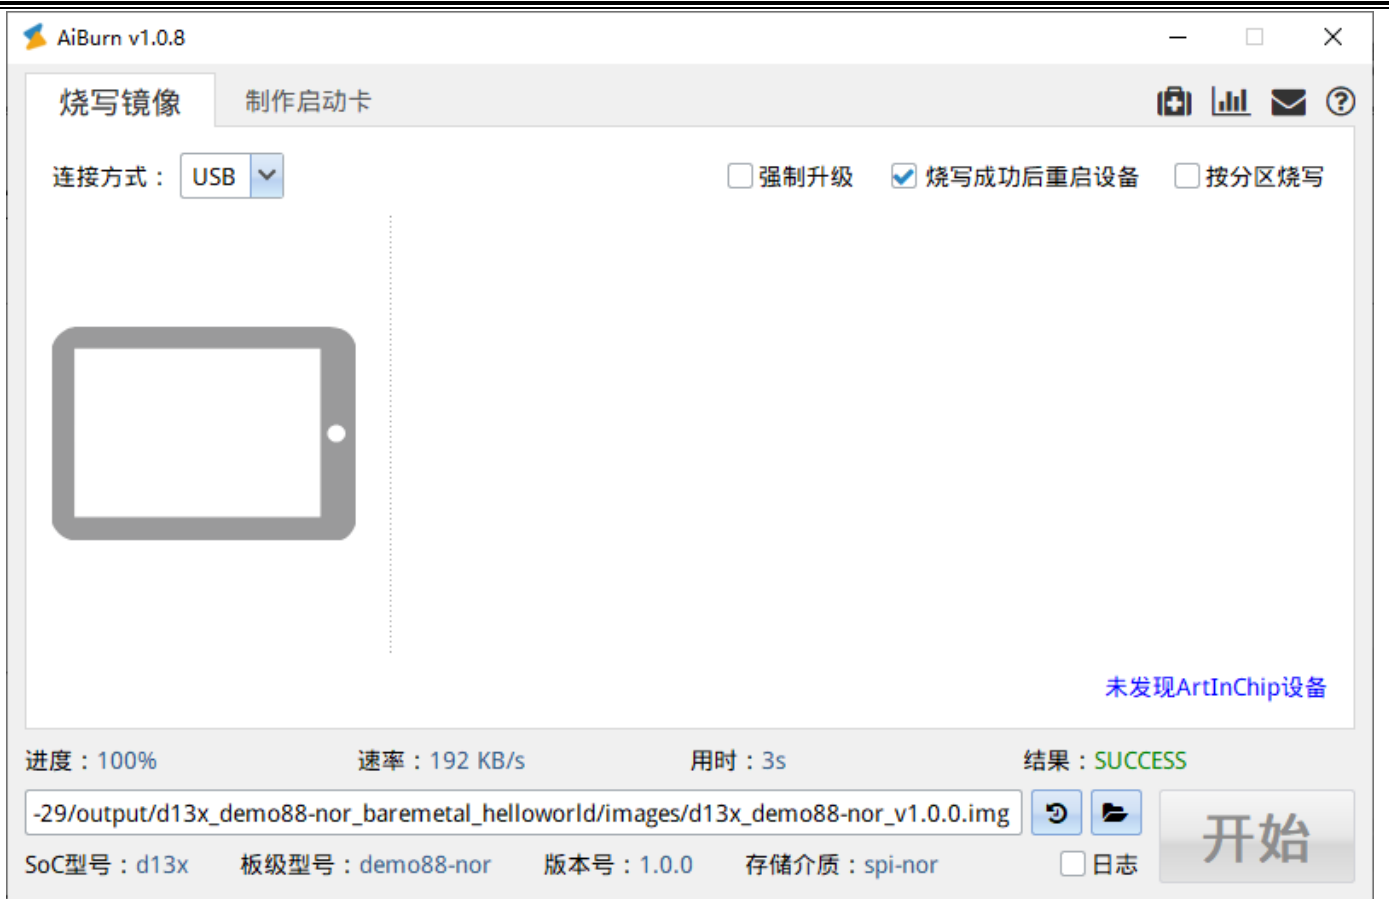 AiBurn v1.0.8
烧写镜像 制作启动卡
连接方式： USB 强制升级 烧写成功后重启设备 按分区烧写
未发现ArtInChip设备
进度：100% 速率：192 KB/s 用时：3s 结果：SUCCESS
-29/output/d13x_demo88-nor_baremetal_helloworld/images/d13x_demo88-nor_v1.0.0.img
开始
SoC型号：d13x 板级型号：demo88-nor 版本号：1.0.0 存储介质：spi-nor 日志